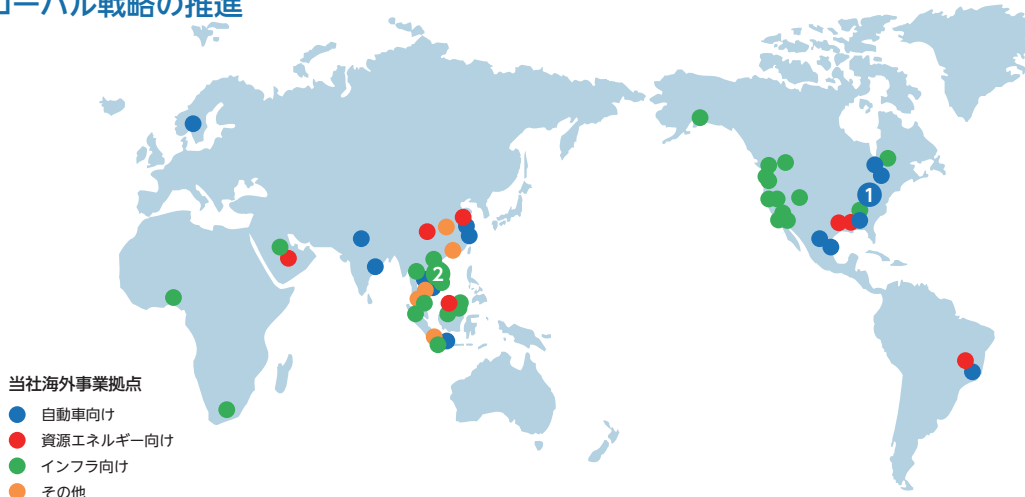 ローバル戦略の推進
1
2
当社海外事業拠点
自動車向け
資源エネルギー向け
インフラ向け
その他